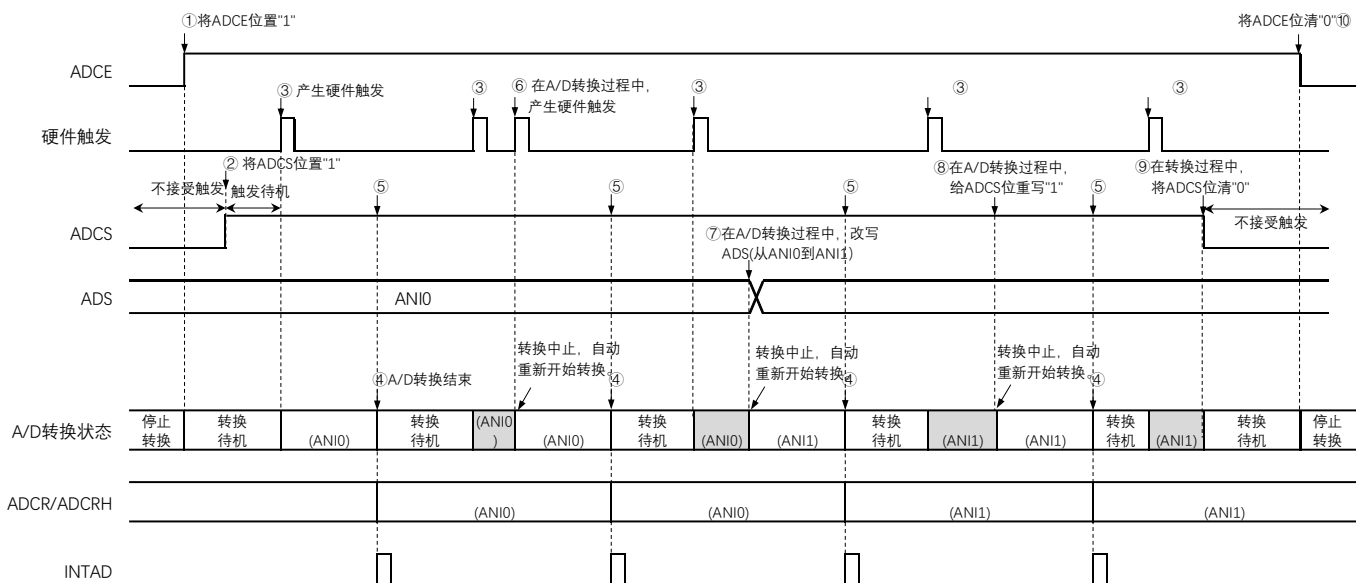 ①将ADCE位置"1"
将ADCE位清"0"⑩
ADCE
③ 产生硬件触发
③
⑥ 在A/D转换过程中,
产生硬件触发
③
③
③
硬件触发
② 将ADCS位置"1"
⑧在A/D转换过程中,
给ADCS位重写"1"
⑨在转换过程中,
将ADCS位清"0"
不接受触发
触发待机
⑤
⑤
⑤
⑤
不接受触发
ADCS
⑦在A/D转换过程中，改写
ADS(从ANI0到ANI1)
ADS
ANI0
转换中止，自动
重新开始转换。
转换中止，自动
重新开始转换。
转换中止，自动
重新开始转换。
④A/D转换结束
④
④
④
A/D转换状态
停止
转换
转换
待机
(ANI0)
转换
待机
(ANI0
)
(ANI0)
转换
待机
(ANI0)
(ANI1)
转换
待机
(ANI1)
(ANI1)
转换
待机
(ANI1)
转换
待机
停止
转换
ADCR/ADCRH
(ANI0)
(ANI0)
(ANI1)
(ANI1)
INTAD